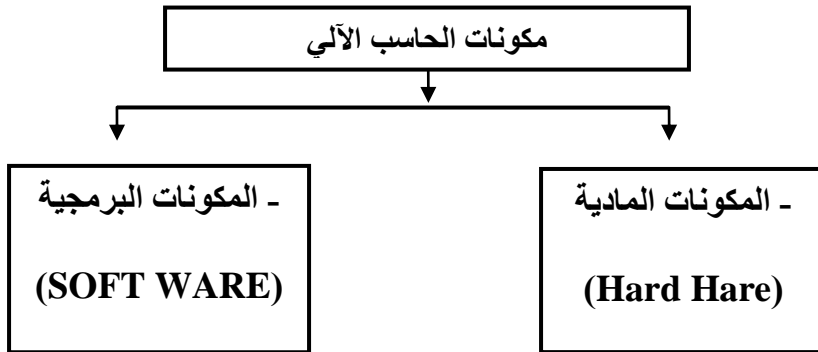 مكونات الحاسب الآلي
- المكونات المادية
(Hard Hare)
- المكونات البرمجية
(SOFT WARE)